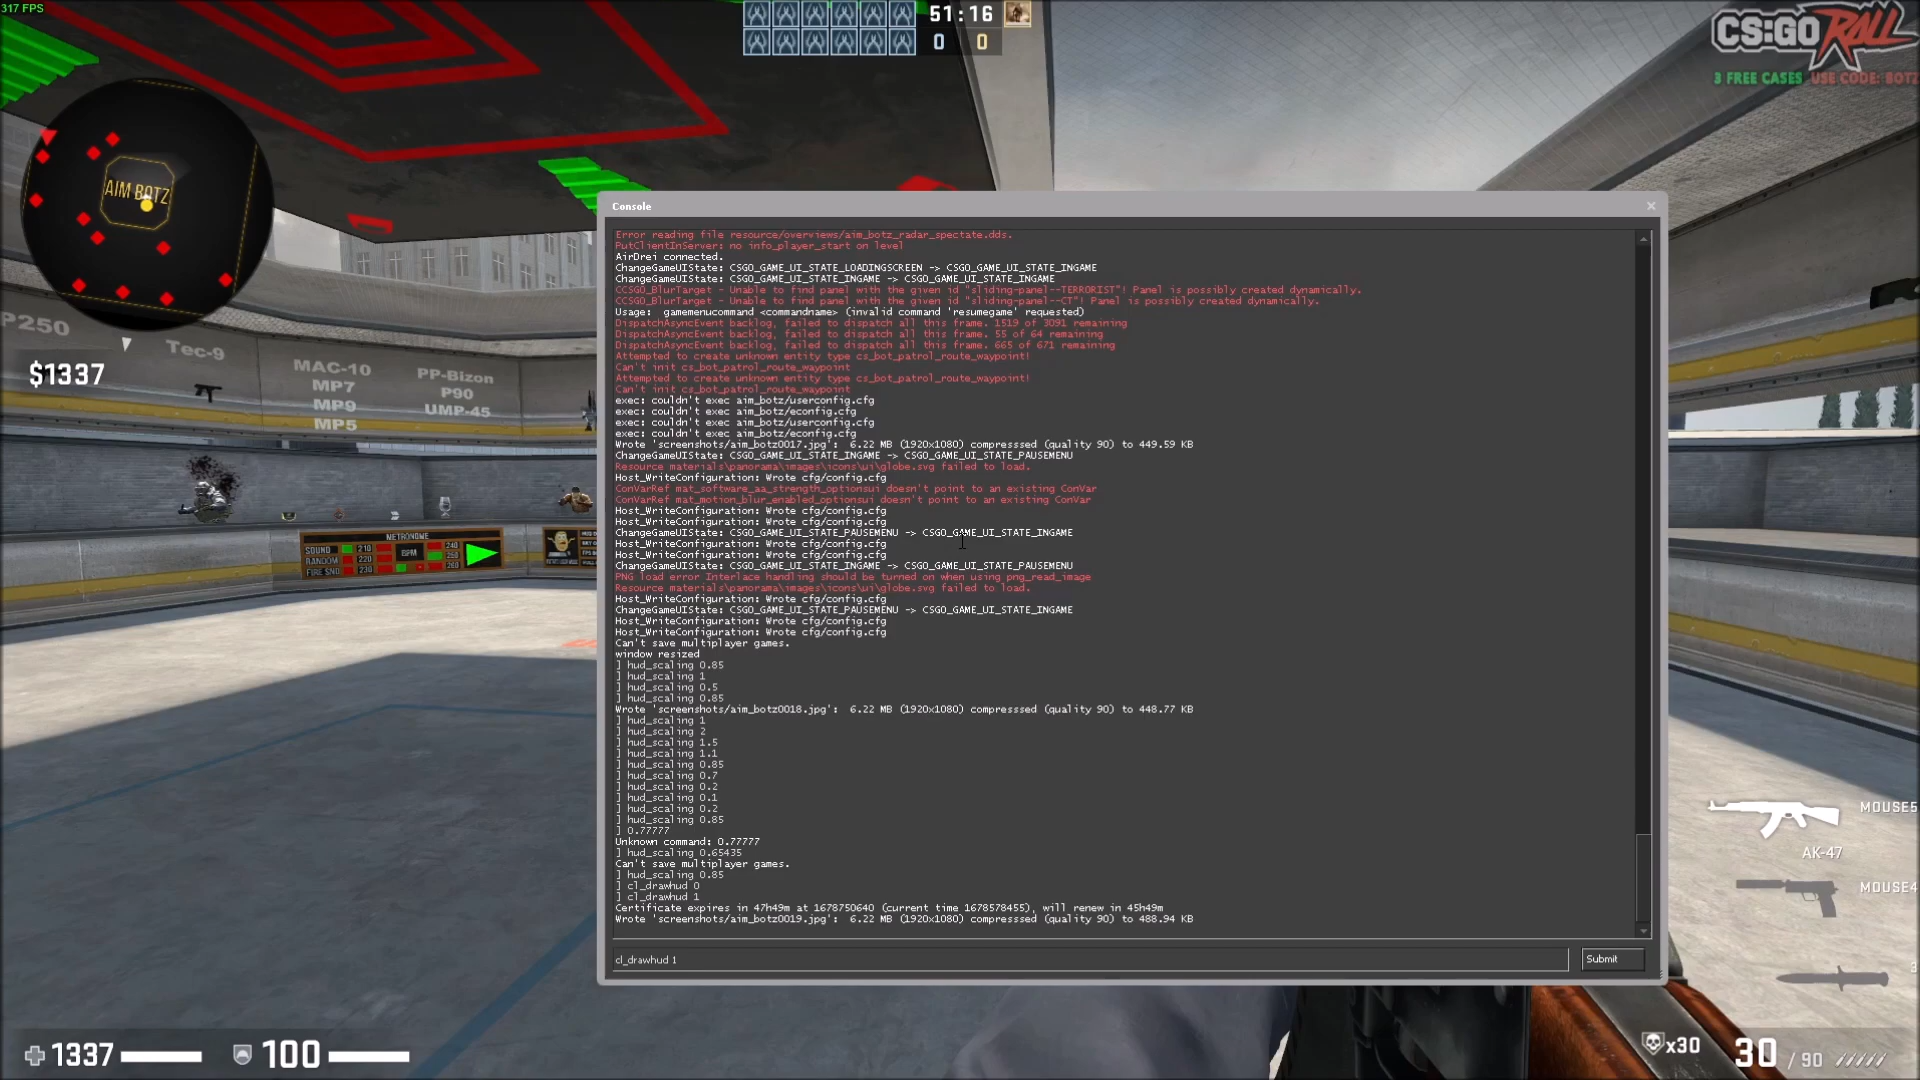 317 FPS
51:16
0 0
CS:GO ROLL
3 FREE CASES USE CODE: BOTZ
AIM BOTZ
P250
Tec-9
$1337
MAC-10
MP7
MP9
MP5
PP-Bizon
P90
UMP-45
METRONOME
SOUND 210
RANDOM 220
FIRE SND 230
BPM
240
250
260
Console
Error reading file resource/overviews/aim_botz_radar_spectate.dds.
PutClientInServer: no info_player_start on level
AirDrei connected.
ChangeGameUIState: CSGO_GAME_UI_STATE_LOADINGSCREEN -> CSGO_GAME_UI_STATE_INGAME
ChangeGameUIState: CSGO_GAME_UI_STATE_INGAME -> CSGO_GAME_UI_STATE_INGAME
CCSGO_BlurTarget - Unable to find panel with the given id "sliding-panel--TERRORIST"! Panel is possibly created dynamically.
CCSGO_BlurTarget - Unable to find panel with the given id "sliding-panel--CT"! Panel is possibly created dynamically.
Usage:  gamemenucommand <commandname> (invalid command 'resumegame' requested)
DispatchAsyncEvent backlog, failed to dispatch all this frame. 1519 of 3091 remaining
DispatchAsyncEvent backlog, failed to dispatch all this frame. 55 of 64 remaining
DispatchAsyncEvent backlog, failed to dispatch all this frame. 665 of 671 remaining
Attempted to create unknown entity type cs_bot_patrol_route_waypoint!
Can't init cs_bot_patrol_route_waypoint
Attempted to create unknown entity type cs_bot_patrol_route_waypoint!
Can't init cs_bot_patrol_route_waypoint
exec: couldn't exec aim_botz/userconfig.cfg
exec: couldn't exec aim_botz/econfig.cfg
exec: couldn't exec aim_botz/userconfig.cfg
exec: couldn't exec aim_botz/econfig.cfg
Wrote 'screenshots/aim_botz0017.jpg':  6.22 MB (1920x1080) compresssed (quality 90) to 449.59 KB
ChangeGameUIState: CSGO_GAME_UI_STATE_INGAME -> CSGO_GAME_UI_STATE_PAUSEMENU
Resource materials\panorama\images\icons\ui\globe.svg failed to load.
Host_WriteConfiguration: Wrote cfg/config.cfg
ConVarRef mat_software_aa_strength_optionsui doesn't point to an existing ConVar
ConVarRef mat_motion_blur_enabled_optionsui doesn't point to an existing ConVar
Host_WriteConfiguration: Wrote cfg/config.cfg
Host_WriteConfiguration: Wrote cfg/config.cfg
ChangeGameUIState: CSGO_GAME_UI_STATE_PAUSEMENU -> CSGO_GAME_UI_STATE_INGAME
Host_WriteConfiguration: Wrote cfg/config.cfg
Host_WriteConfiguration: Wrote cfg/config.cfg
ChangeGameUIState: CSGO_GAME_UI_STATE_INGAME -> CSGO_GAME_UI_STATE_PAUSEMENU
PNG load error Interlace handling should be turned on when using png_read_image
Resource materials\panorama\images\icons\ui\globe.svg failed to load.
Host_WriteConfiguration: Wrote cfg/config.cfg
ChangeGameUIState: CSGO_GAME_UI_STATE_PAUSEMENU -> CSGO_GAME_UI_STATE_INGAME
Host_WriteConfiguration: Wrote cfg/config.cfg
Host_WriteConfiguration: Wrote cfg/config.cfg
Can't save multiplayer games.
window resized
] hud_scaling 0.85
] hud_scaling 1
] hud_scaling 0.5
] hud_scaling 0.85
Wrote 'screenshots/aim_botz0018.jpg':  6.22 MB (1920x1080) compresssed (quality 90) to 448.77 KB
] hud_scaling 1
] hud_scaling 2
] hud_scaling 1.5
] hud_scaling 1.1
] hud_scaling 0.85
] hud_scaling 0.7
] hud_scaling 0.2
] hud_scaling 0.1
] hud_scaling 0.2
] hud_scaling 0.85
] 0.77777
Unknown command: 0.77777
] hud_scaling 0.65435
Can't save multiplayer games.
] hud_scaling 0.85
] cl_drawhud 0
] cl_drawhud 1
Certificate expires in 47h49m at 1678750640 (current time 1678578455), will renew in 45h49m
Wrote 'screenshots/aim_botz0019.jpg':  6.22 MB (1920x1080) compresssed (quality 90) to 488.94 KB
cl_drawhud 1
Submit
MOUSE5
AK-47
MOUSE4
3
1337
100
x30
30 / 90